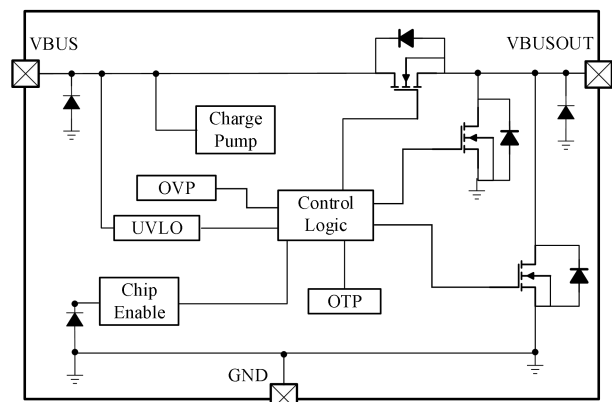 VBUS
VBUSOUT
Charge
Pump
OVP
Control
Logic
UVLO
Chip
Enable
OTP
GND